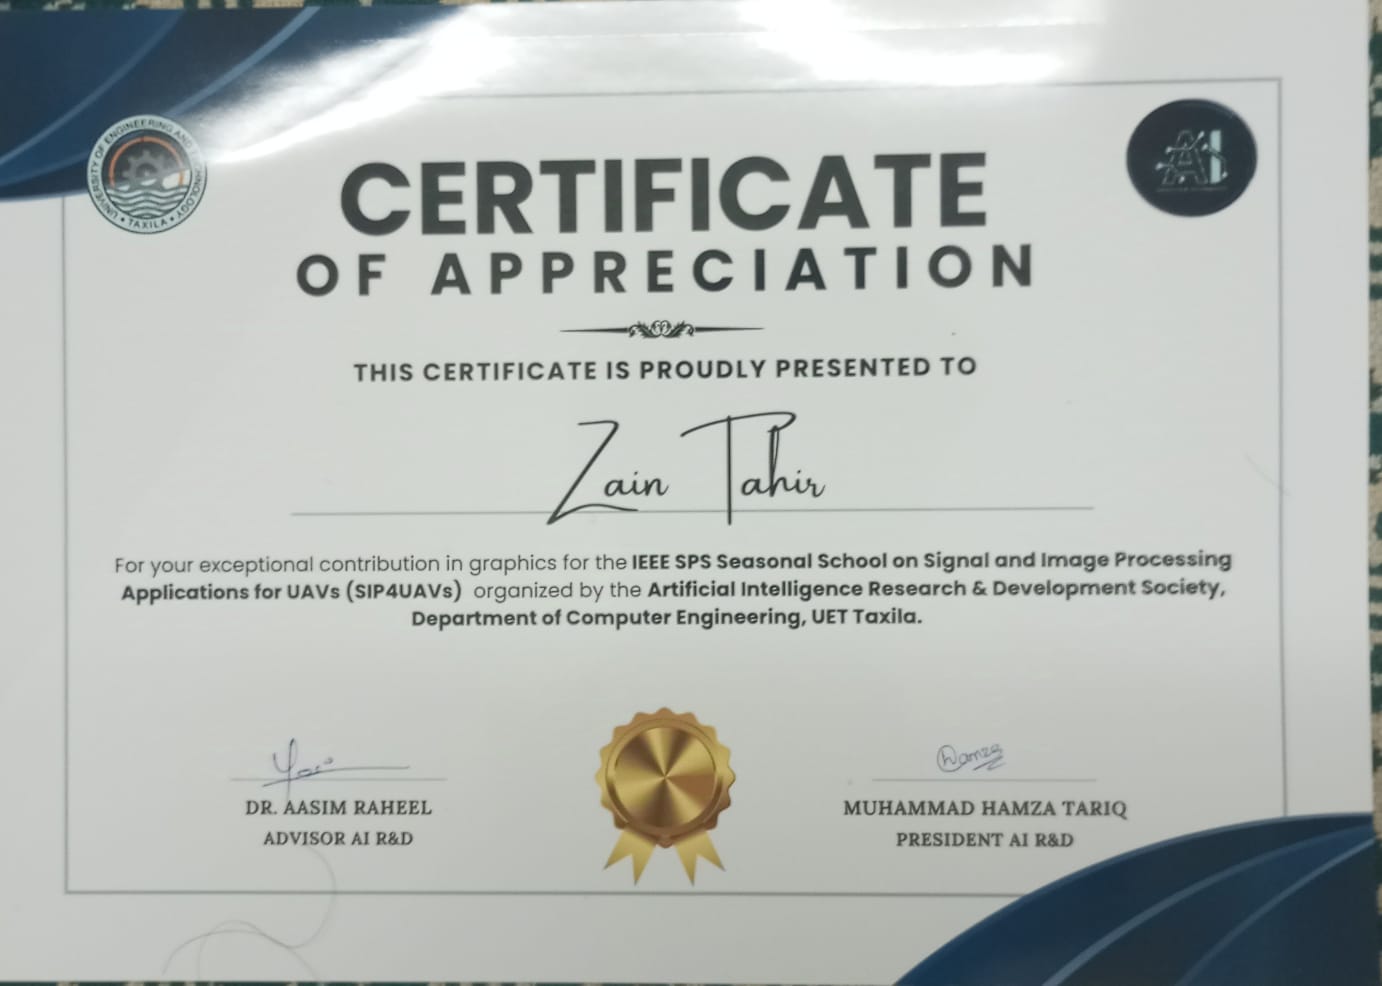 UNIVERSITY OF ENGINEERING AND TECHNOLOGY
• TAXILA •
AI
CERTIFICATE
OF APPRECIATION
THIS CERTIFICATE IS PROUDLY PRESENTED TO
Zain Tahir
For your exceptional contribution in graphics for the IEEE SPS Seasonal School on Signal and Image Processing
Applications for UAVs (SIP4UAVs) organized by the Artificial Intelligence Research & Development Society,
Department of Computer Engineering, UET Taxila.
Hamza
DR. AASIM RAHEEL
MUHAMMAD HAMZA TARIQ
ADVISOR AI R&D
PRESIDENT AI R&D